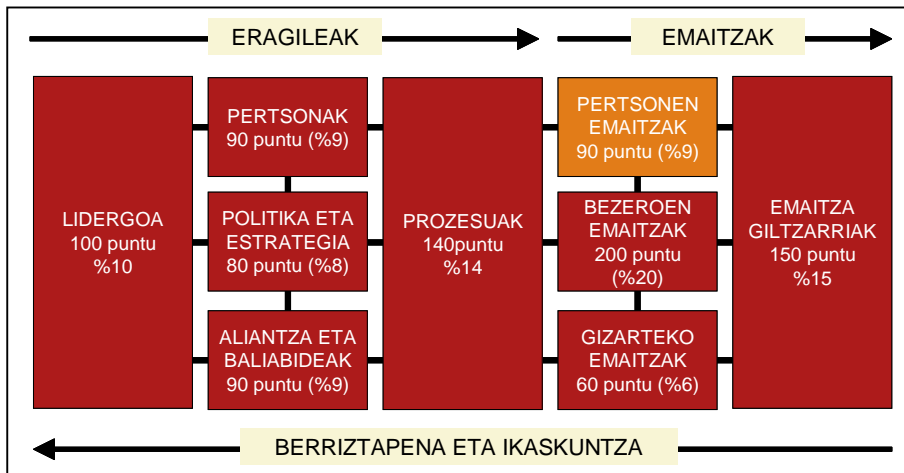 ERAGILEAK
EMAITZAK
LIDERGOA
100 puntu
%10
PERTSONAK
90 puntu (%9)
POLITIKA ETA
ESTRATEGIA
80 puntu (%8)
ALIANTZA ETA
BALIABIDEAK
90 puntu (%9)
PROZESUAK
140puntu
%14
PERTSONEN
EMAITZAK
90 puntu (%9)
BEZEROEN
EMAITZAK
200 puntu
(%20)
GIZARTEKO
EMAITZAK
60 puntu (%6)
EMAITZA
GILTZARRIAK
150 puntu
%15
BERRIZTAPENA ETA IKASKUNTZA